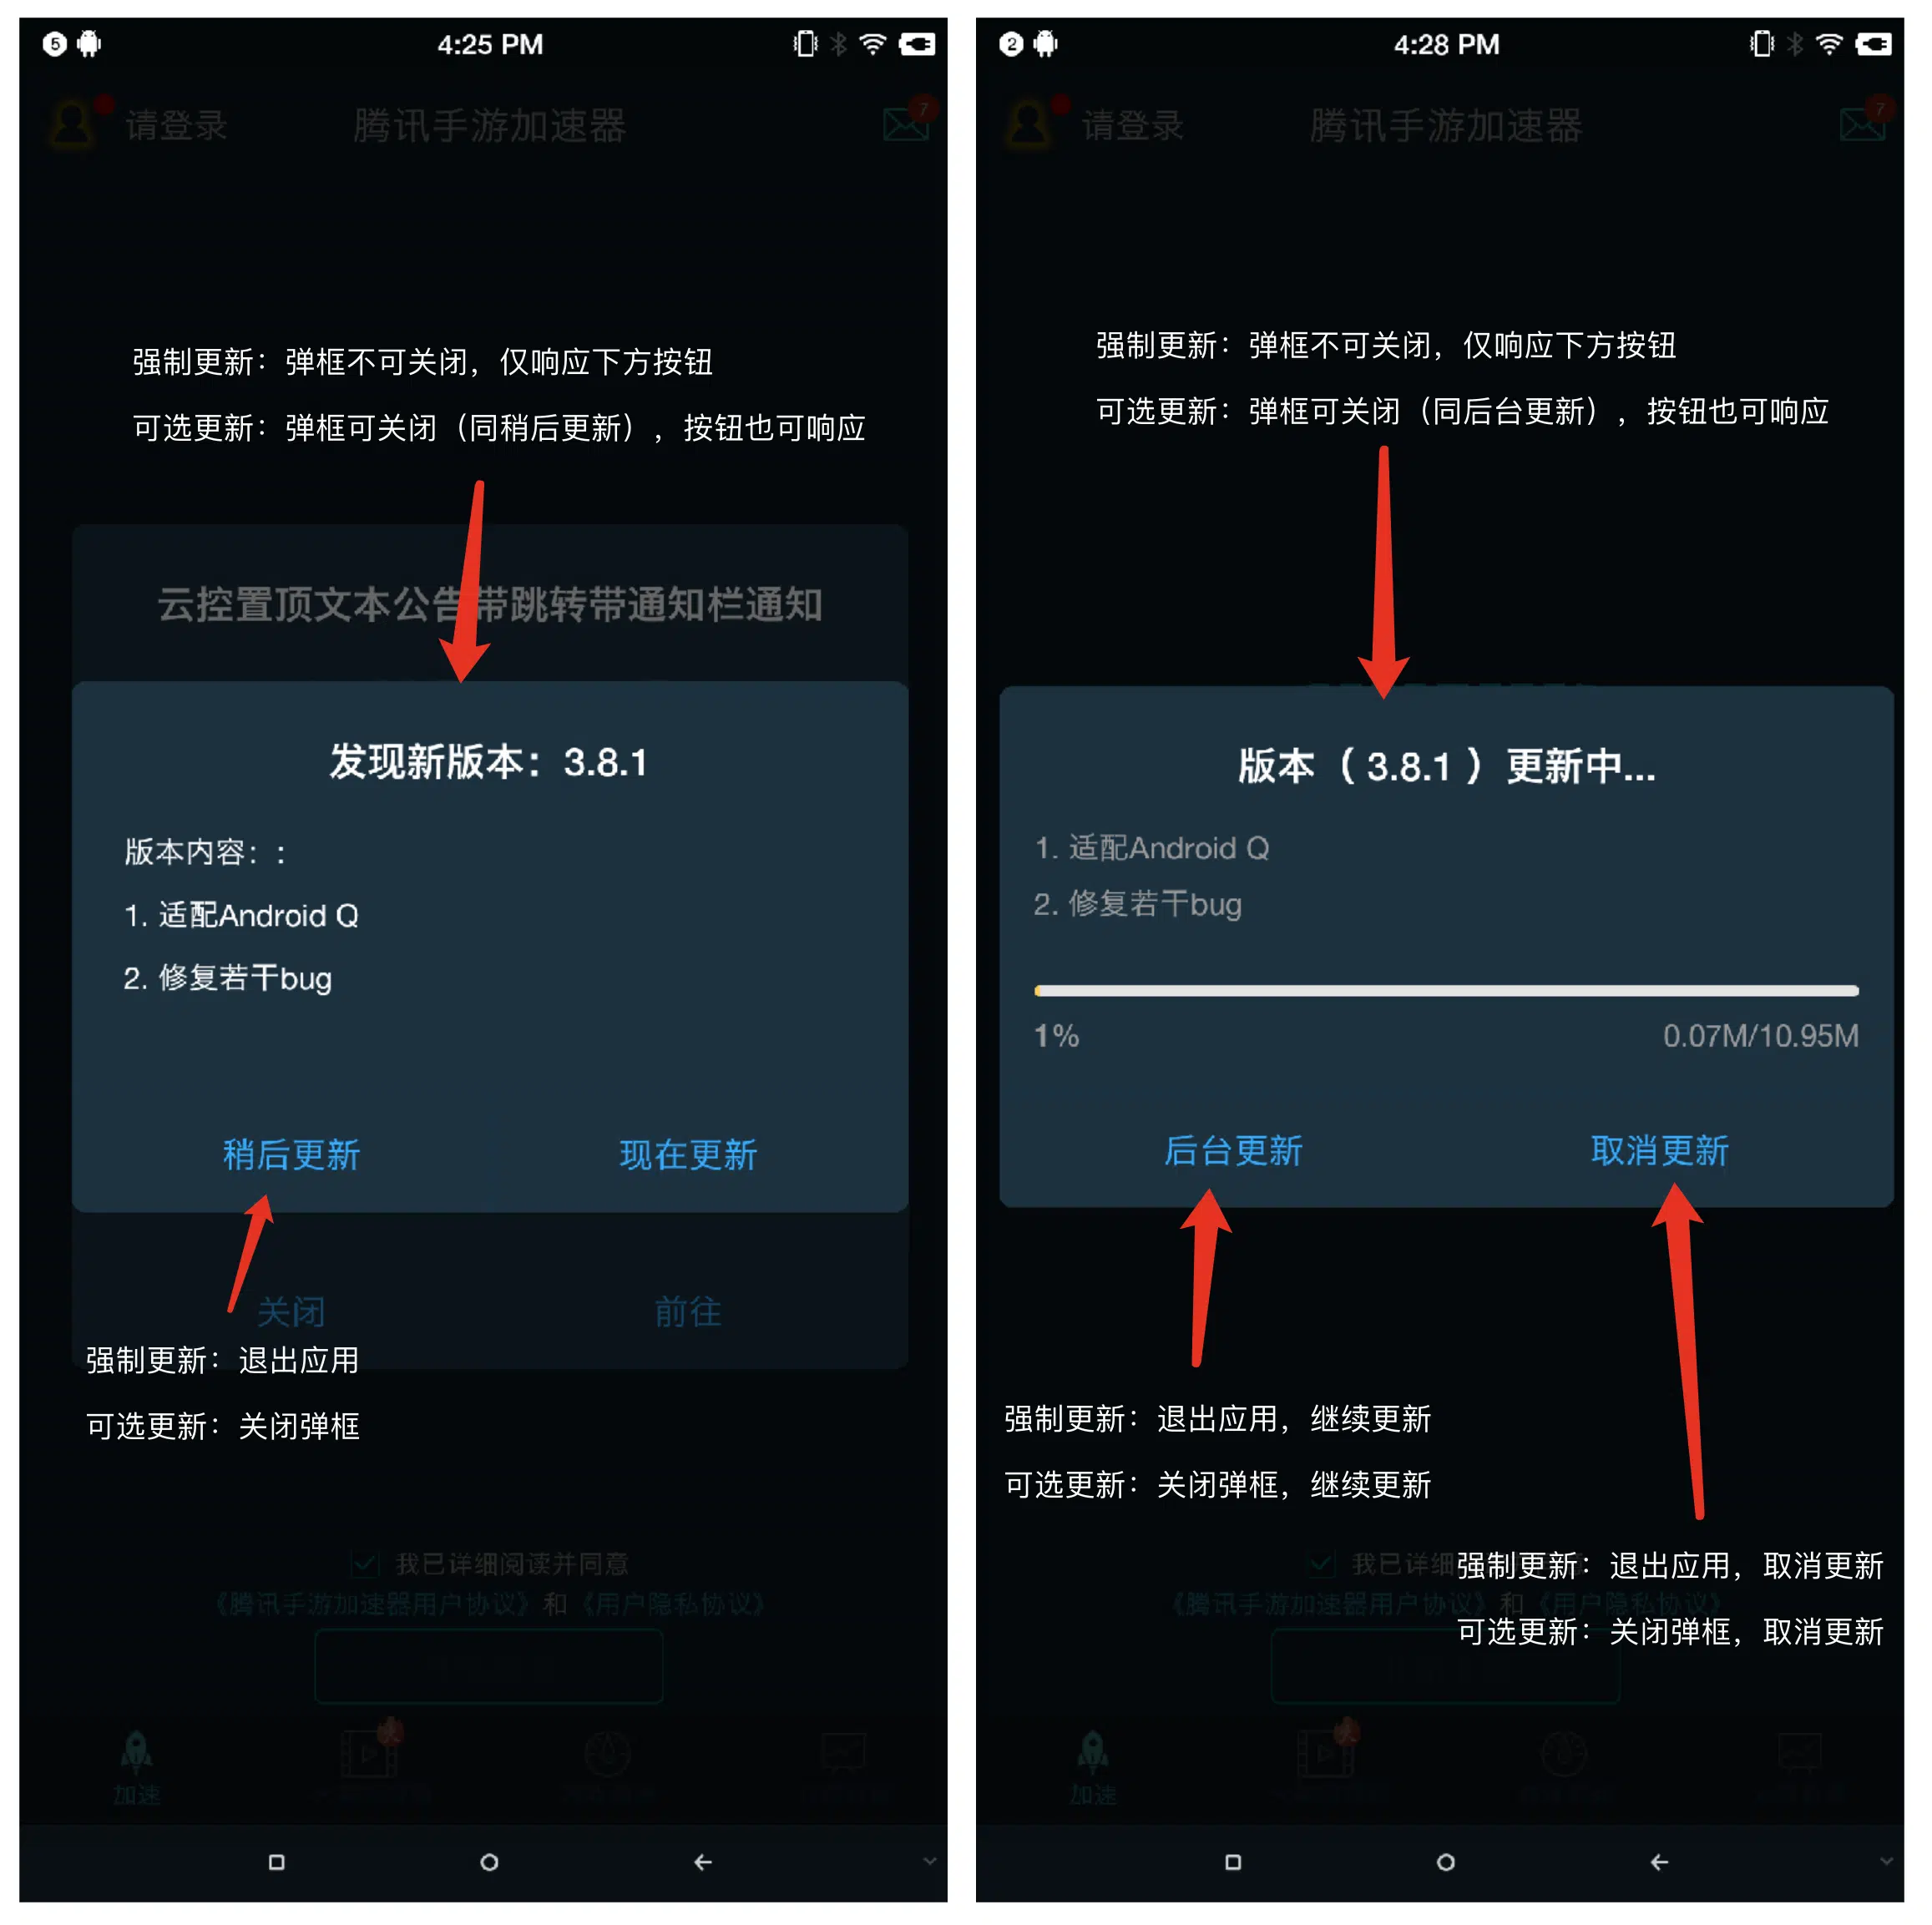 5
4:25 PM
请登录
腾讯手游加速器
7
强制更新：弹框不可关闭，仅响应下方按钮
可选更新：弹框可关闭（同稍后更新），按钮也可响应
云控置顶文本公告带跳转带通知栏通知
发现新版本：3.8.1
版本内容：:
1. 适配Android Q
2. 修复若干bug
稍后更新
现在更新
关闭
前往
强制更新：退出应用
可选更新：关闭弹框
我已详细阅读并同意
《腾讯手游加速器用户协议》和《用户隐私协议》
加速
2
4:28 PM
请登录
腾讯手游加速器
7
强制更新：弹框不可关闭，仅响应下方按钮
可选更新：弹框可关闭（同后台更新），按钮也可响应
版本（3.8.1）更新中...
1. 适配Android Q
2. 修复若干bug
1%
0.07M/10.95M
后台更新
取消更新
强制更新：退出应用，继续更新
可选更新：关闭弹框，继续更新
我已详细
强制更新：退出应用，取消更新
《腾讯手游加速器用户协议》和《用户隐私协议》
可选更新：关闭弹框，取消更新
加速